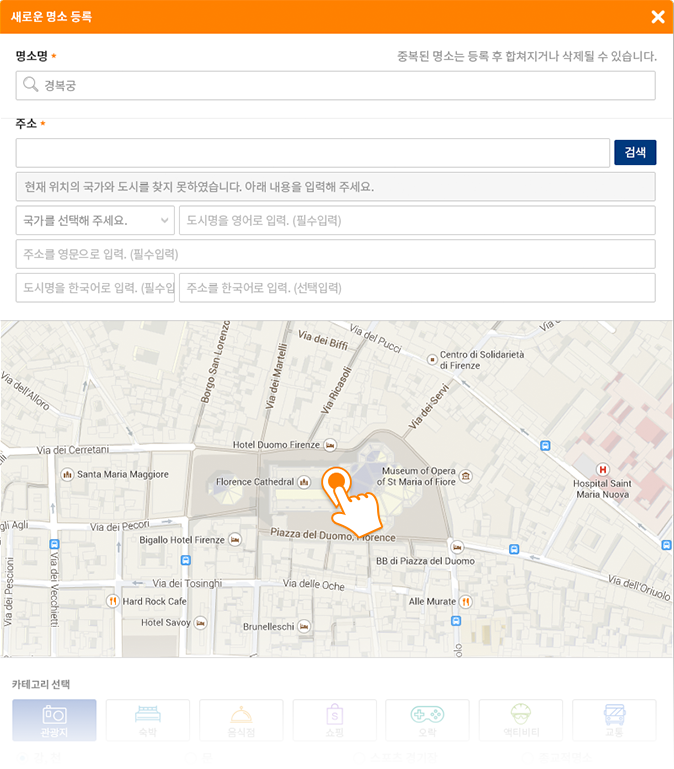 새로운 명소 등록
명소명 *
중복된 명소는 등록 후 합쳐지거나 삭제될 수 있습니다.
경복궁
주소 *
검색
현재 위치의 국가와 도시를 찾지 못하였습니다. 아래 내용을 입력해 주세요.
국가를 선택해 주세요.
도시명을 영어로 입력. (필수입력)
주소를 영문으로 입력. (필수입력)
도시명을 한국어로 입력. (필수입
주소를 한국어로 입력. (선택입력)
Via dei Biffi
Via del Pucci
Borgo San Lorenzo
Via dei Martelli
Via Ricasoli
Via dei Servi
Centro di Solidarietà
di Firenze
Via dell'Alloro
Via dei Cerretani
Hotel Duomo Firenze
Santa Maria Maggiore
Florence Cathedral
Museum of Opera
of St Maria of Fiore
Hospital Saint
Maria Nuova
gli Agli
Via dei Pecori
Bigallo Hotel Firenze
Piazza del Duomo, Florence
BB di Piazza del Duomo
Via dei Pescioni
Via dei Vecchietti
Via dei Tosinghi
Via delle Oche
Via dell'Oriuolo
Hard Rock Cafe
Alle Murate
Hotel Savoy
Brunelleschi
카테고리 선택
관광지
숙박
음식점
쇼핑
오락
액티비티
교통